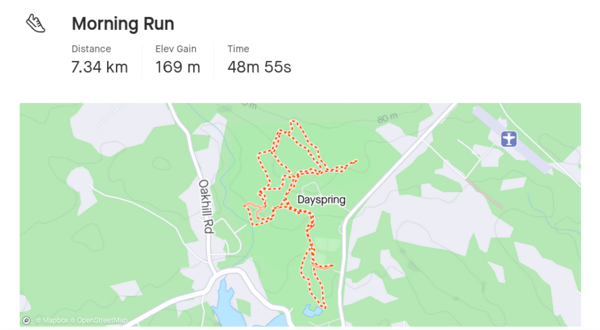 Morning Run
Distance Elev Gain Time
7.34 km 169 m 48m 55s
80 m
Oakhill Rd
Dayspring
© Mapbox © OpenStreetMap